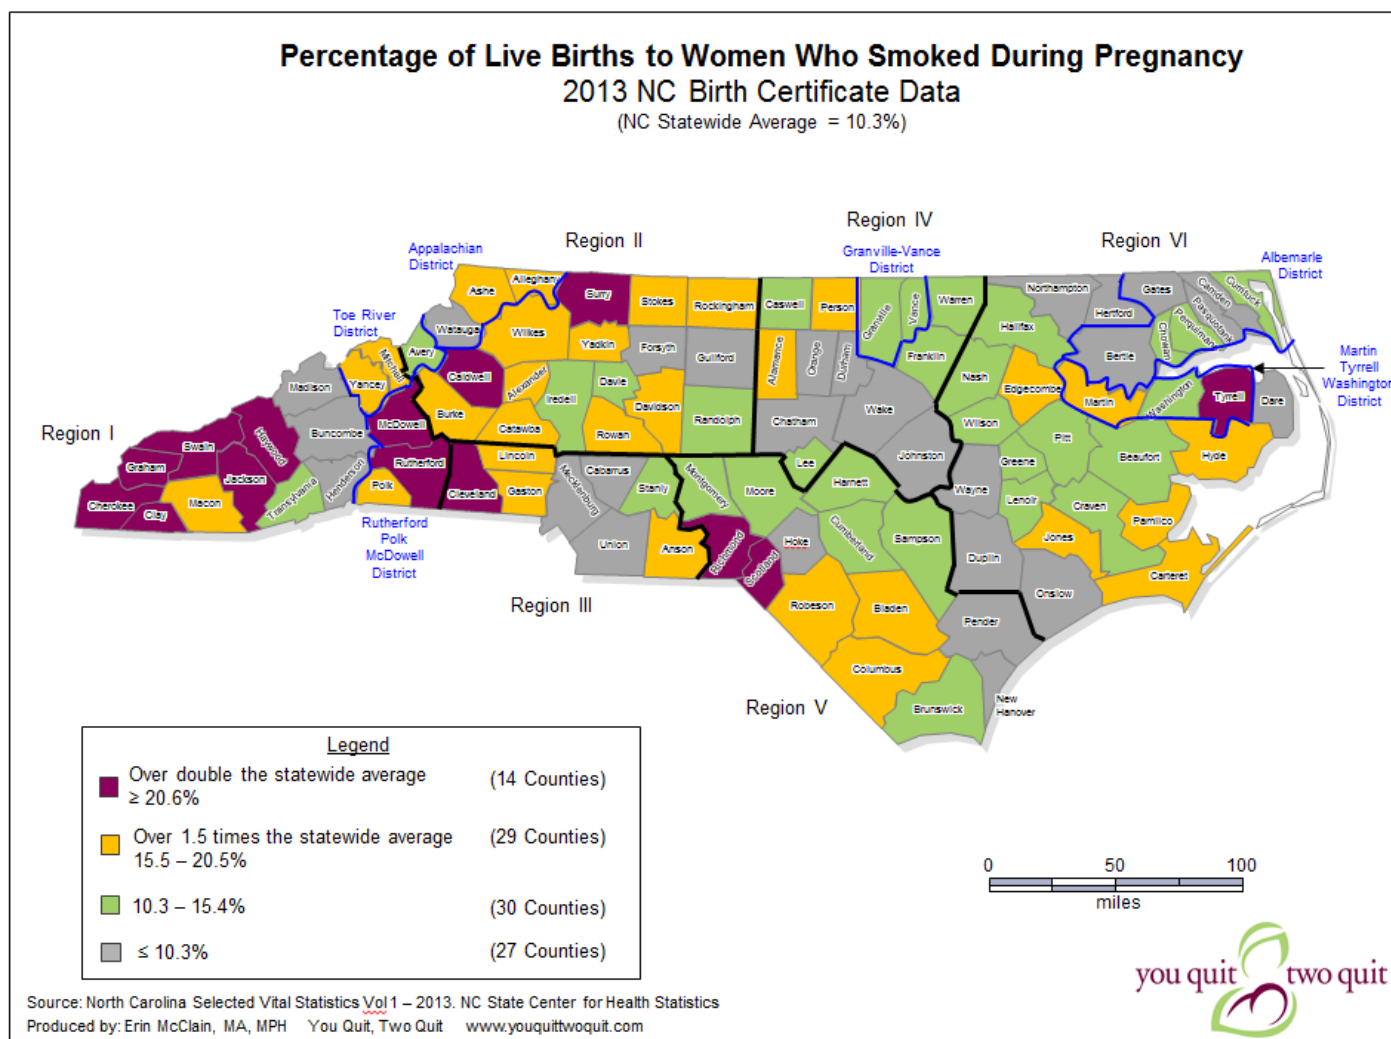 Percentage of Live Births to Women Who Smoked During Pregnancy
2013 NC Birth Certificate Data
(NC Statewide Average = 10.3%)
Region I
Region II
Region III
Region IV
Region V
Region VI
Appalachian
District
Toe River
District
Rutherford
Polk
McDowell
District
Granville-Vance
District
Albemarle
District
Martin
Tyrrell
Washington
District
Cherokee
Graham
Clay
Swain
Macon
Jackson
Haywood
Transylvania
Madison
Buncombe
Henderson
Yancey
Mitchell
Avery
McDowell
Polk
Rutherford
Cleveland
Ashe
Alleghany
Watauga
Wilkes
Caldwell
Burke
Alexander
Catawba
Surry
Yadkin
Iredell
Davie
Rowan
Stokes
Forsyth
Davidson
Rockingham
Guilford
Randolph
Lincoln
Gaston
Mecklenburg
Cabarrus
Stanly
Union
Anson
Caswell
Person
Alamance
Orange
Durham
Chatham
Granville
Vance
Warren
Franklin
Wake
Johnston
Lee
Montgomery
Moore
Harnett
Richmond
Scotland
Hoke
Cumberland
Sampson
Robeson
Bladen
Columbus
Brunswick
Pender
New
Hanover
Northampton
Halifax
Hertford
Gates
Bertie
Nash
Edgecombe
Martin
Wilson
Pitt
Greene
Wayne
Lenoir
Duplin
Jones
Onslow
Craven
Pamlico
Carteret
Beaufort
Hyde
Washington
Tyrrell
Dare
Chowan
Perquimans
Pasquotank
Camden
Currituck
Legend
Over double the statewide average (14 Counties)
≥ 20.6%
Over 1.5 times the statewide average (29 Counties)
15.5 – 20.5%
10.3 – 15.4% (30 Counties)
≤ 10.3% (27 Counties)
0 50 100
miles
you quit two quit
Source: North Carolina Selected Vital Statistics Vol 1 – 2013. NC State Center for Health Statistics
Produced by: Erin McClain, MA, MPH You Quit, Two Quit www.youquittwoquit.com